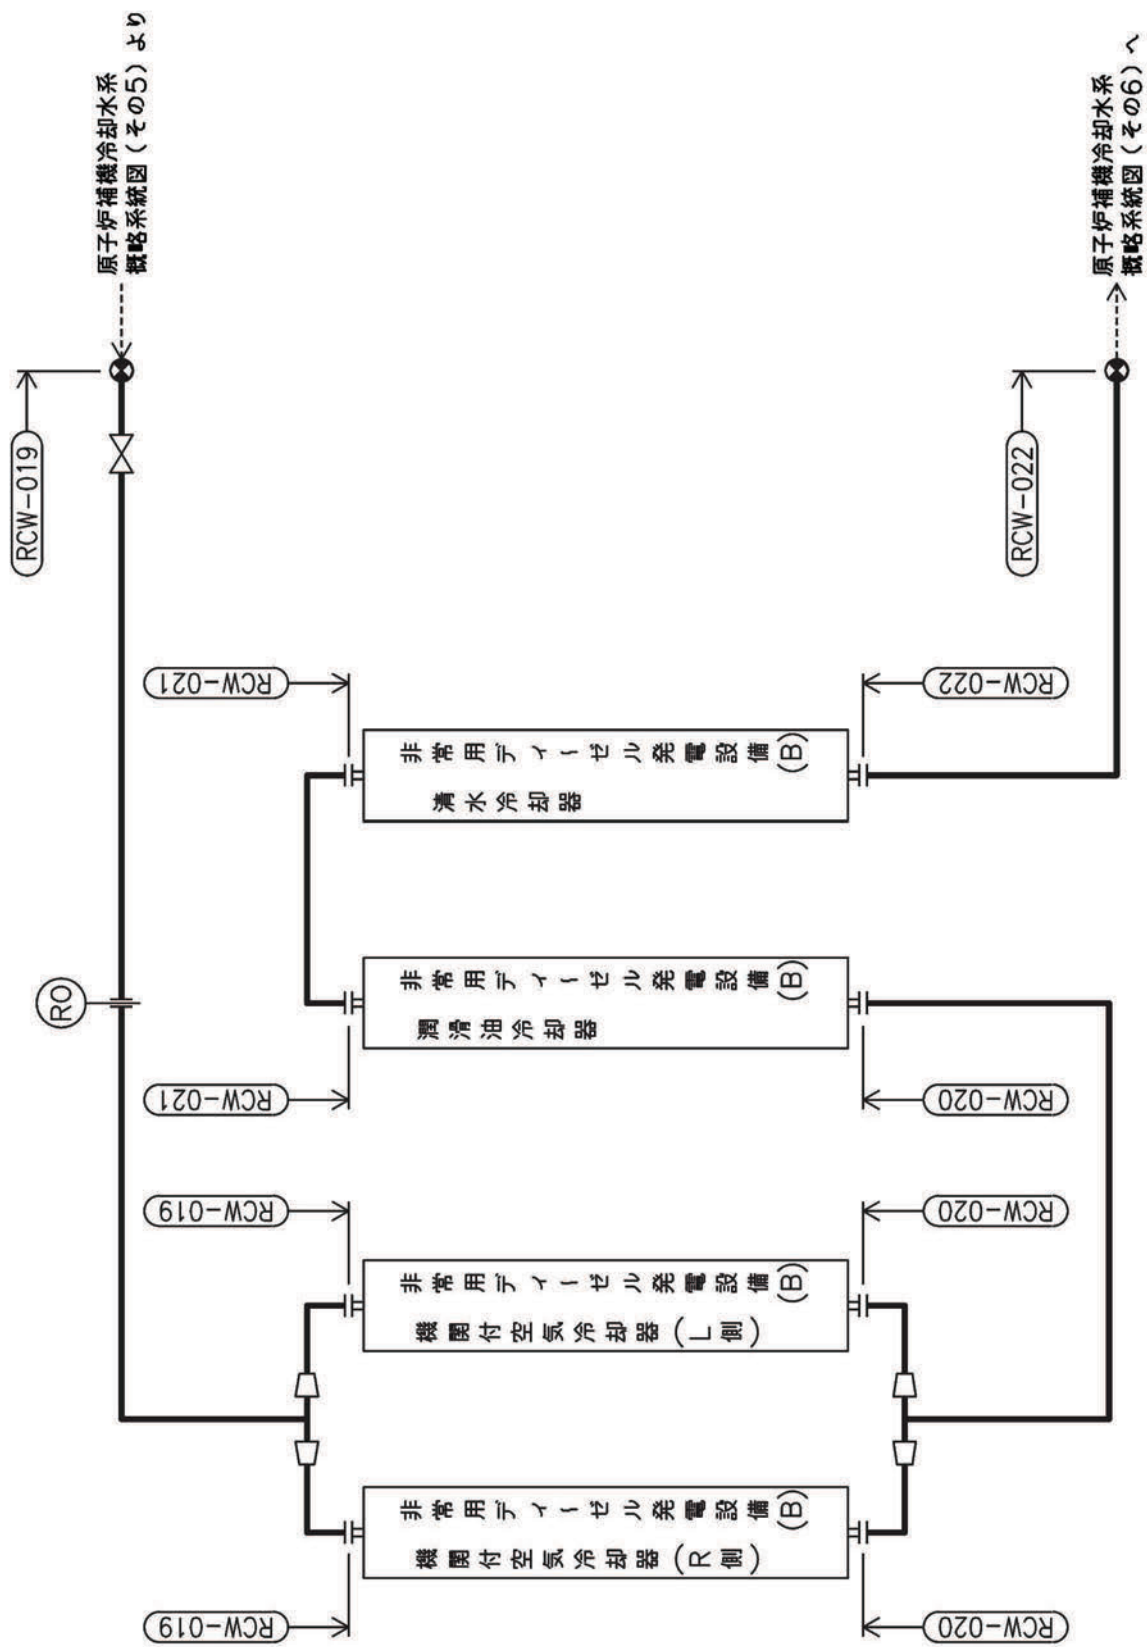 原子炉補機冷却水系
概略系統図（その5）より
RCW-019
RO
RCW-021
RCW-021
RCW-019
RCW-019
非常用ディーゼル発電設備(B)
清水冷却器
非常用ディーゼル発電設備(B)
潤滑油冷却器
非常用ディーゼル発電設備(B)
機関付空気冷却器(L側)
非常用ディーゼル発電設備(B)
機関付空気冷却器(R側)
RCW-022
RCW-020
RCW-020
RCW-020
RCW-022
原子炉補機冷却水系
概略系統図（その6）へ